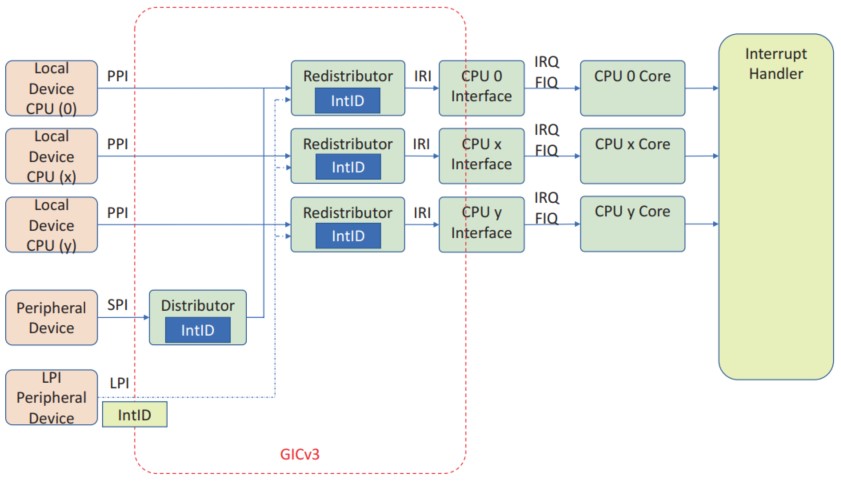 Local
Device
CPU (0)
PPI
Redistributor
IntID
IRI
CPU 0
Interface
IRQ
FIQ
CPU 0 Core
Interrupt
Handler
Local
Device
CPU (x)
PPI
Redistributor
IntID
IRI
CPU x
Interface
IRQ
FIQ
CPU x Core
Local
Device
CPU (y)
PPI
Redistributor
IntID
IRI
CPU y
Interface
IRQ
FIQ
CPU y Core
Peripheral
Device
SPI
Distributor
IntID
LPI
Peripheral
Device
LPI
IntID
GICv3